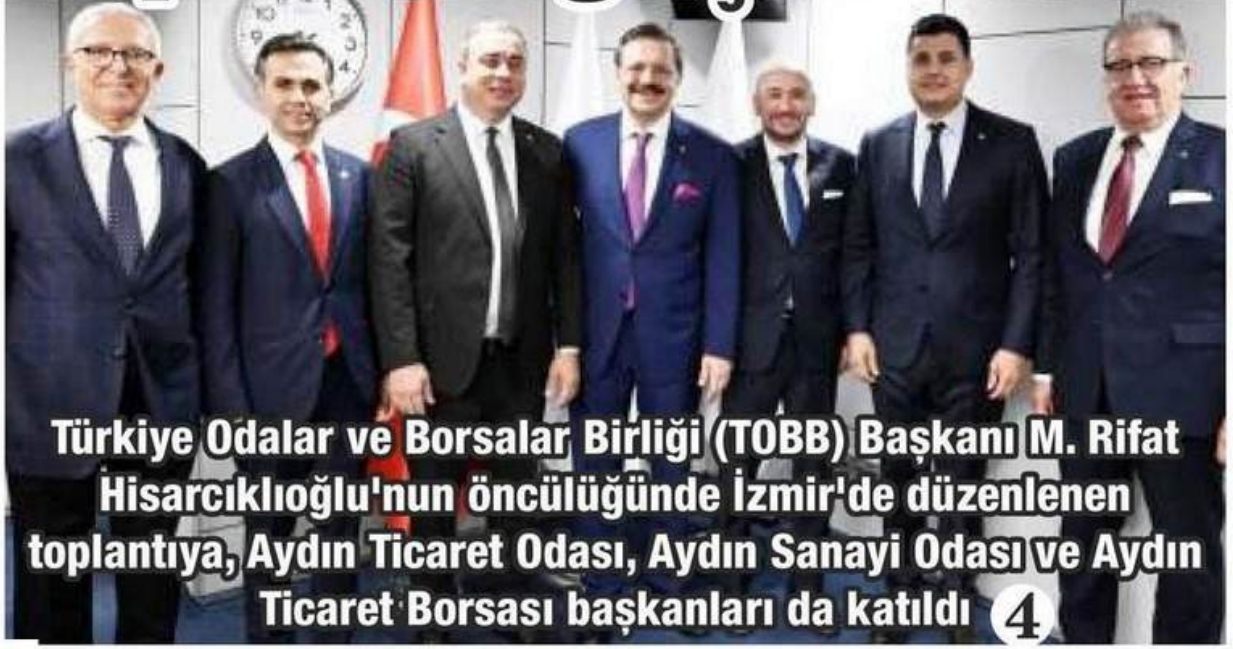 Türkiye Odalar ve Borsalar Birliği (TOBB) Başkanı M. Rifat
Hisarcıklıoğlu'nun öncülüğünde İzmir'de düzenlenen
toplantıya, Aydın Ticaret Odası, Aydın Sanayi Odası ve Aydın
Ticaret Borsası başkanları da katıldı 4